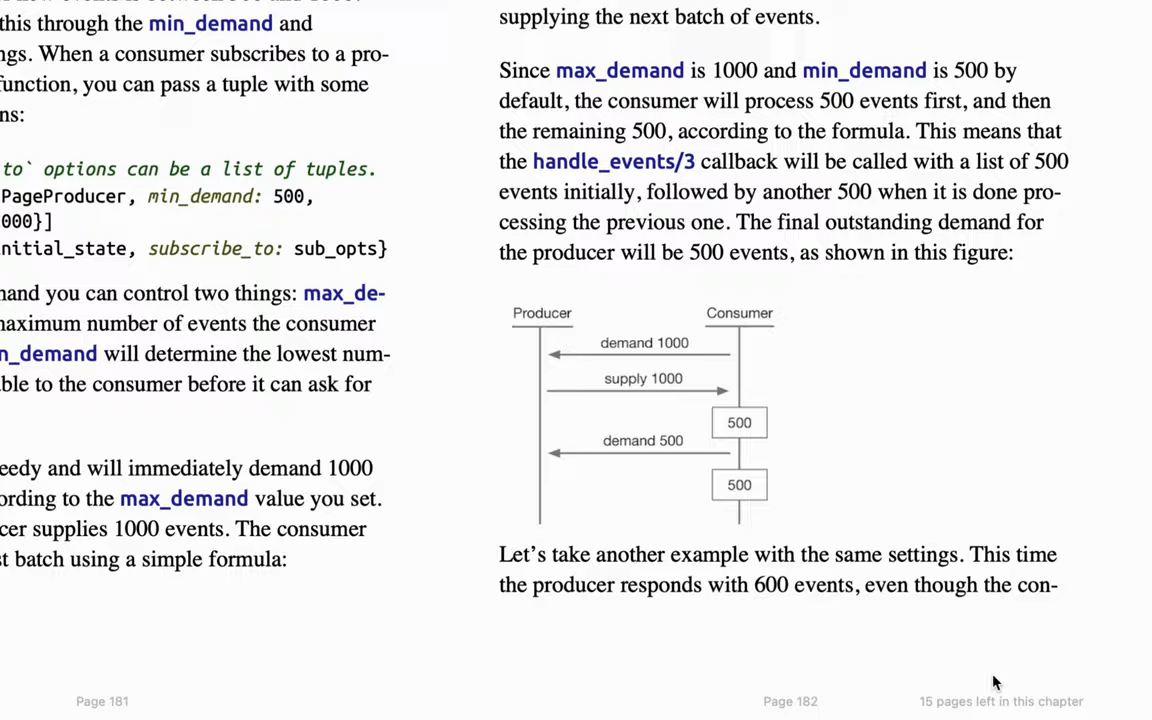 this through the min_demand and
ngs. When a consumer subscribes to a pro-
function, you can pass a tuple with some
ns:
to` options can be a list of tuples.
PageProducer, min_demand: 500,
000}]
nitial_state, subscribe_to: sub_opts}
mand you can control two things: max_de-
maximum number of events the consumer
n_demand will determine the lowest num-
able to the consumer before it can ask for
eedy and will immediately demand 1000
ording to the max_demand value you set.
cer supplies 1000 events. The consumer
st batch using a simple formula:
Page 181
supplying the next batch of events.
Since max_demand is 1000 and min_demand is 500 by
default, the consumer will process 500 events first, and then
the remaining 500, according to the formula. This means that
the handle_events/3 callback will be called with a list of 500
events initially, followed by another 500 when it is done pro-
cessing the previous one. The final outstanding demand for
the producer will be 500 events, as shown in this figure:
Producer Consumer
demand 1000
supply 1000
500
demand 500
500
Let's take another example with the same settings. This time
the producer responds with 600 events, even though the con-
Page 182
15 pages left in this chapter